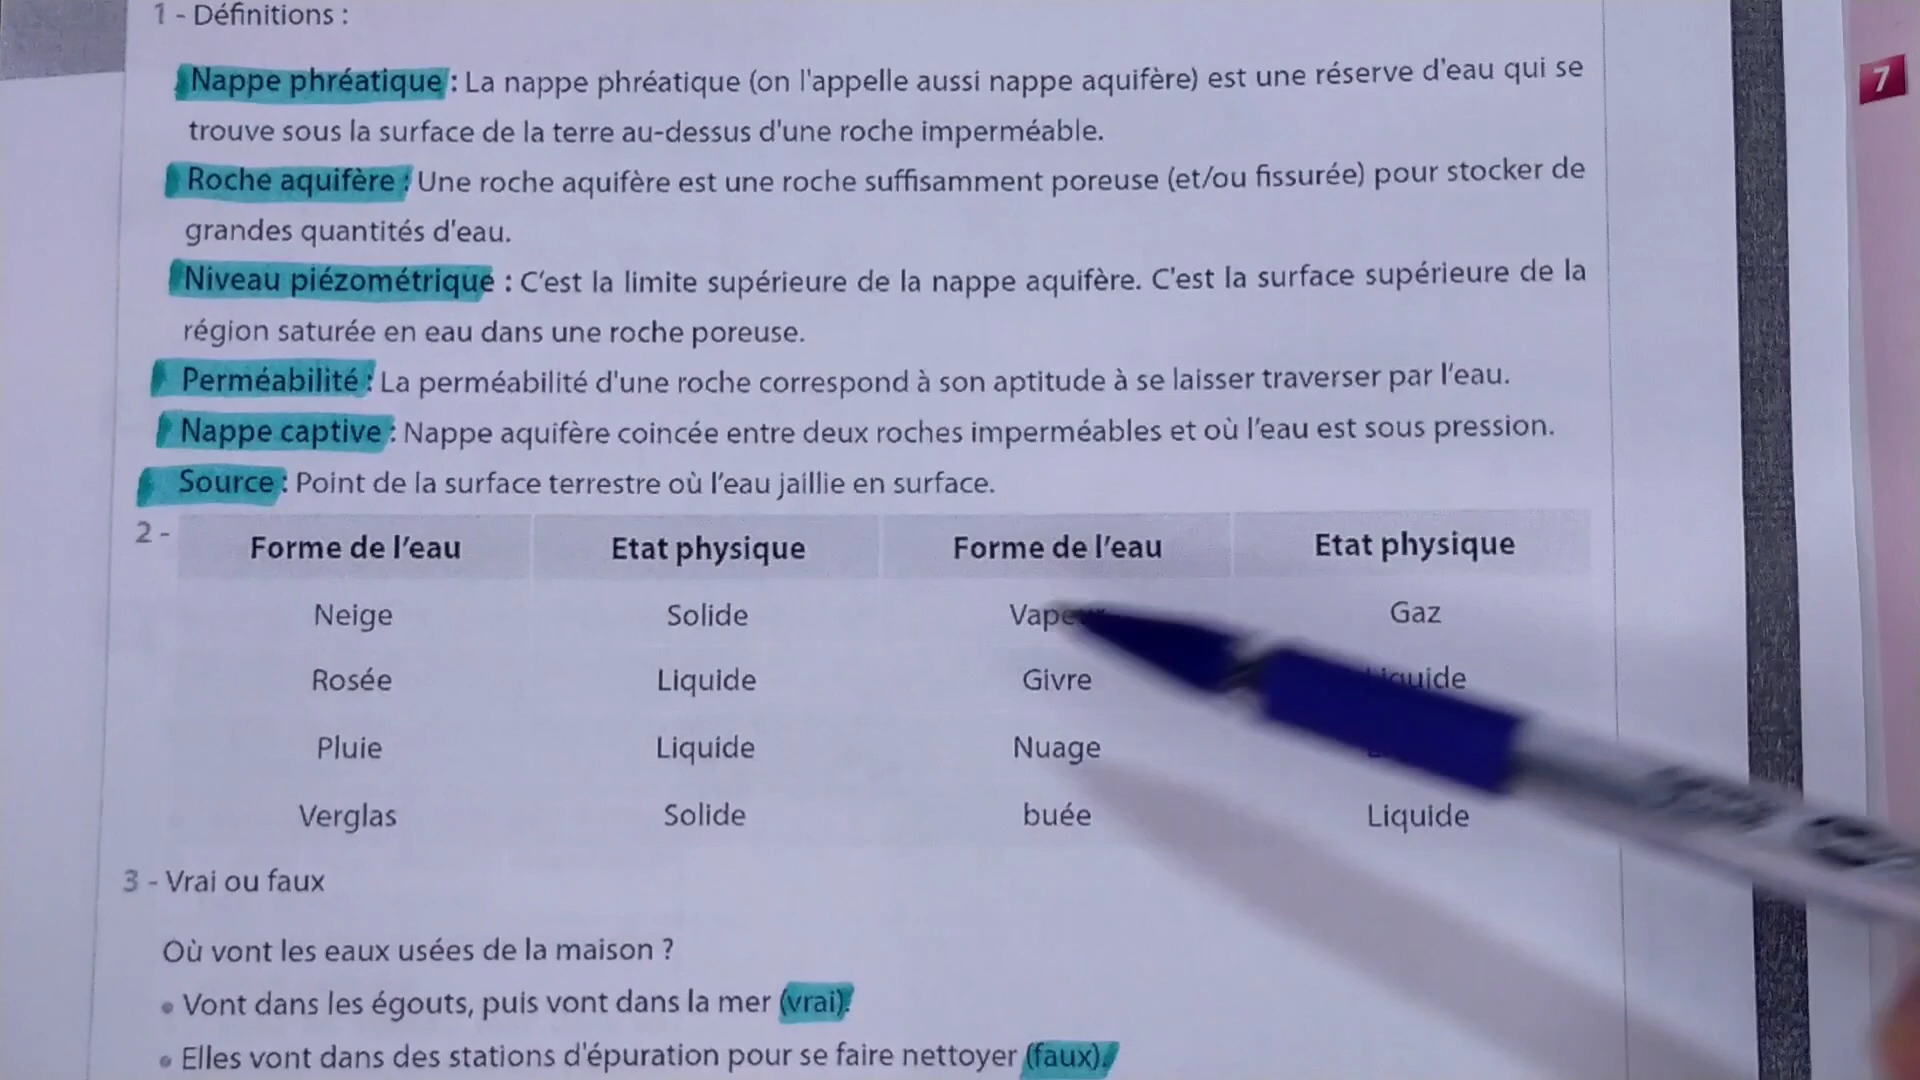 1 - Définitions :
Nappe phréatique : La nappe phréatique (on l'appelle aussi nappe aquifère) est une réserve d'eau qui se
trouve sous la surface de la terre au-dessus d'une roche imperméable.
Roche aquifère : Une roche aquifère est une roche suffisamment poreuse (et/ou fissurée) pour stocker de
grandes quantités d'eau.
Niveau piézométrique : C'est la limite supérieure de la nappe aquifère. C'est la surface supérieure de la
région saturée en eau dans une roche poreuse.
Perméabilité : La perméabilité d'une roche correspond à son aptitude à se laisser traverser par l'eau.
Nappe captive : Nappe aquifère coincée entre deux roches imperméables et où l'eau est sous pression.
Source : Point de la surface terrestre où l'eau jaillie en surface.
2 -
Forme de l'eau Etat physique Forme de l'eau Etat physique
Neige Solide Gaz
Rosée Liquide Givre Liquide
Pluie Liquide Nuage
Verglas Solide buée Liquide
3 - Vrai ou faux
Où vont les eaux usées de la maison ?
• Vont dans les égouts, puis vont dans la mer (vrai).
• Elles vont dans des stations d'épuration pour se faire nettoyer (faux).
7